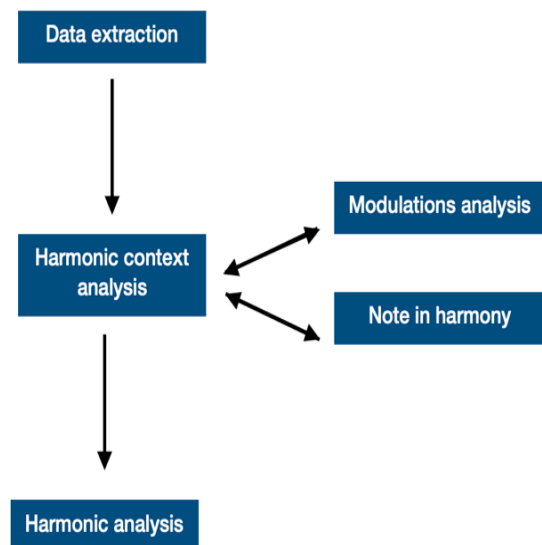 Data extraction
Modulations analysis
Harmonic context
analysis
Note in harmony
Harmonic analysis